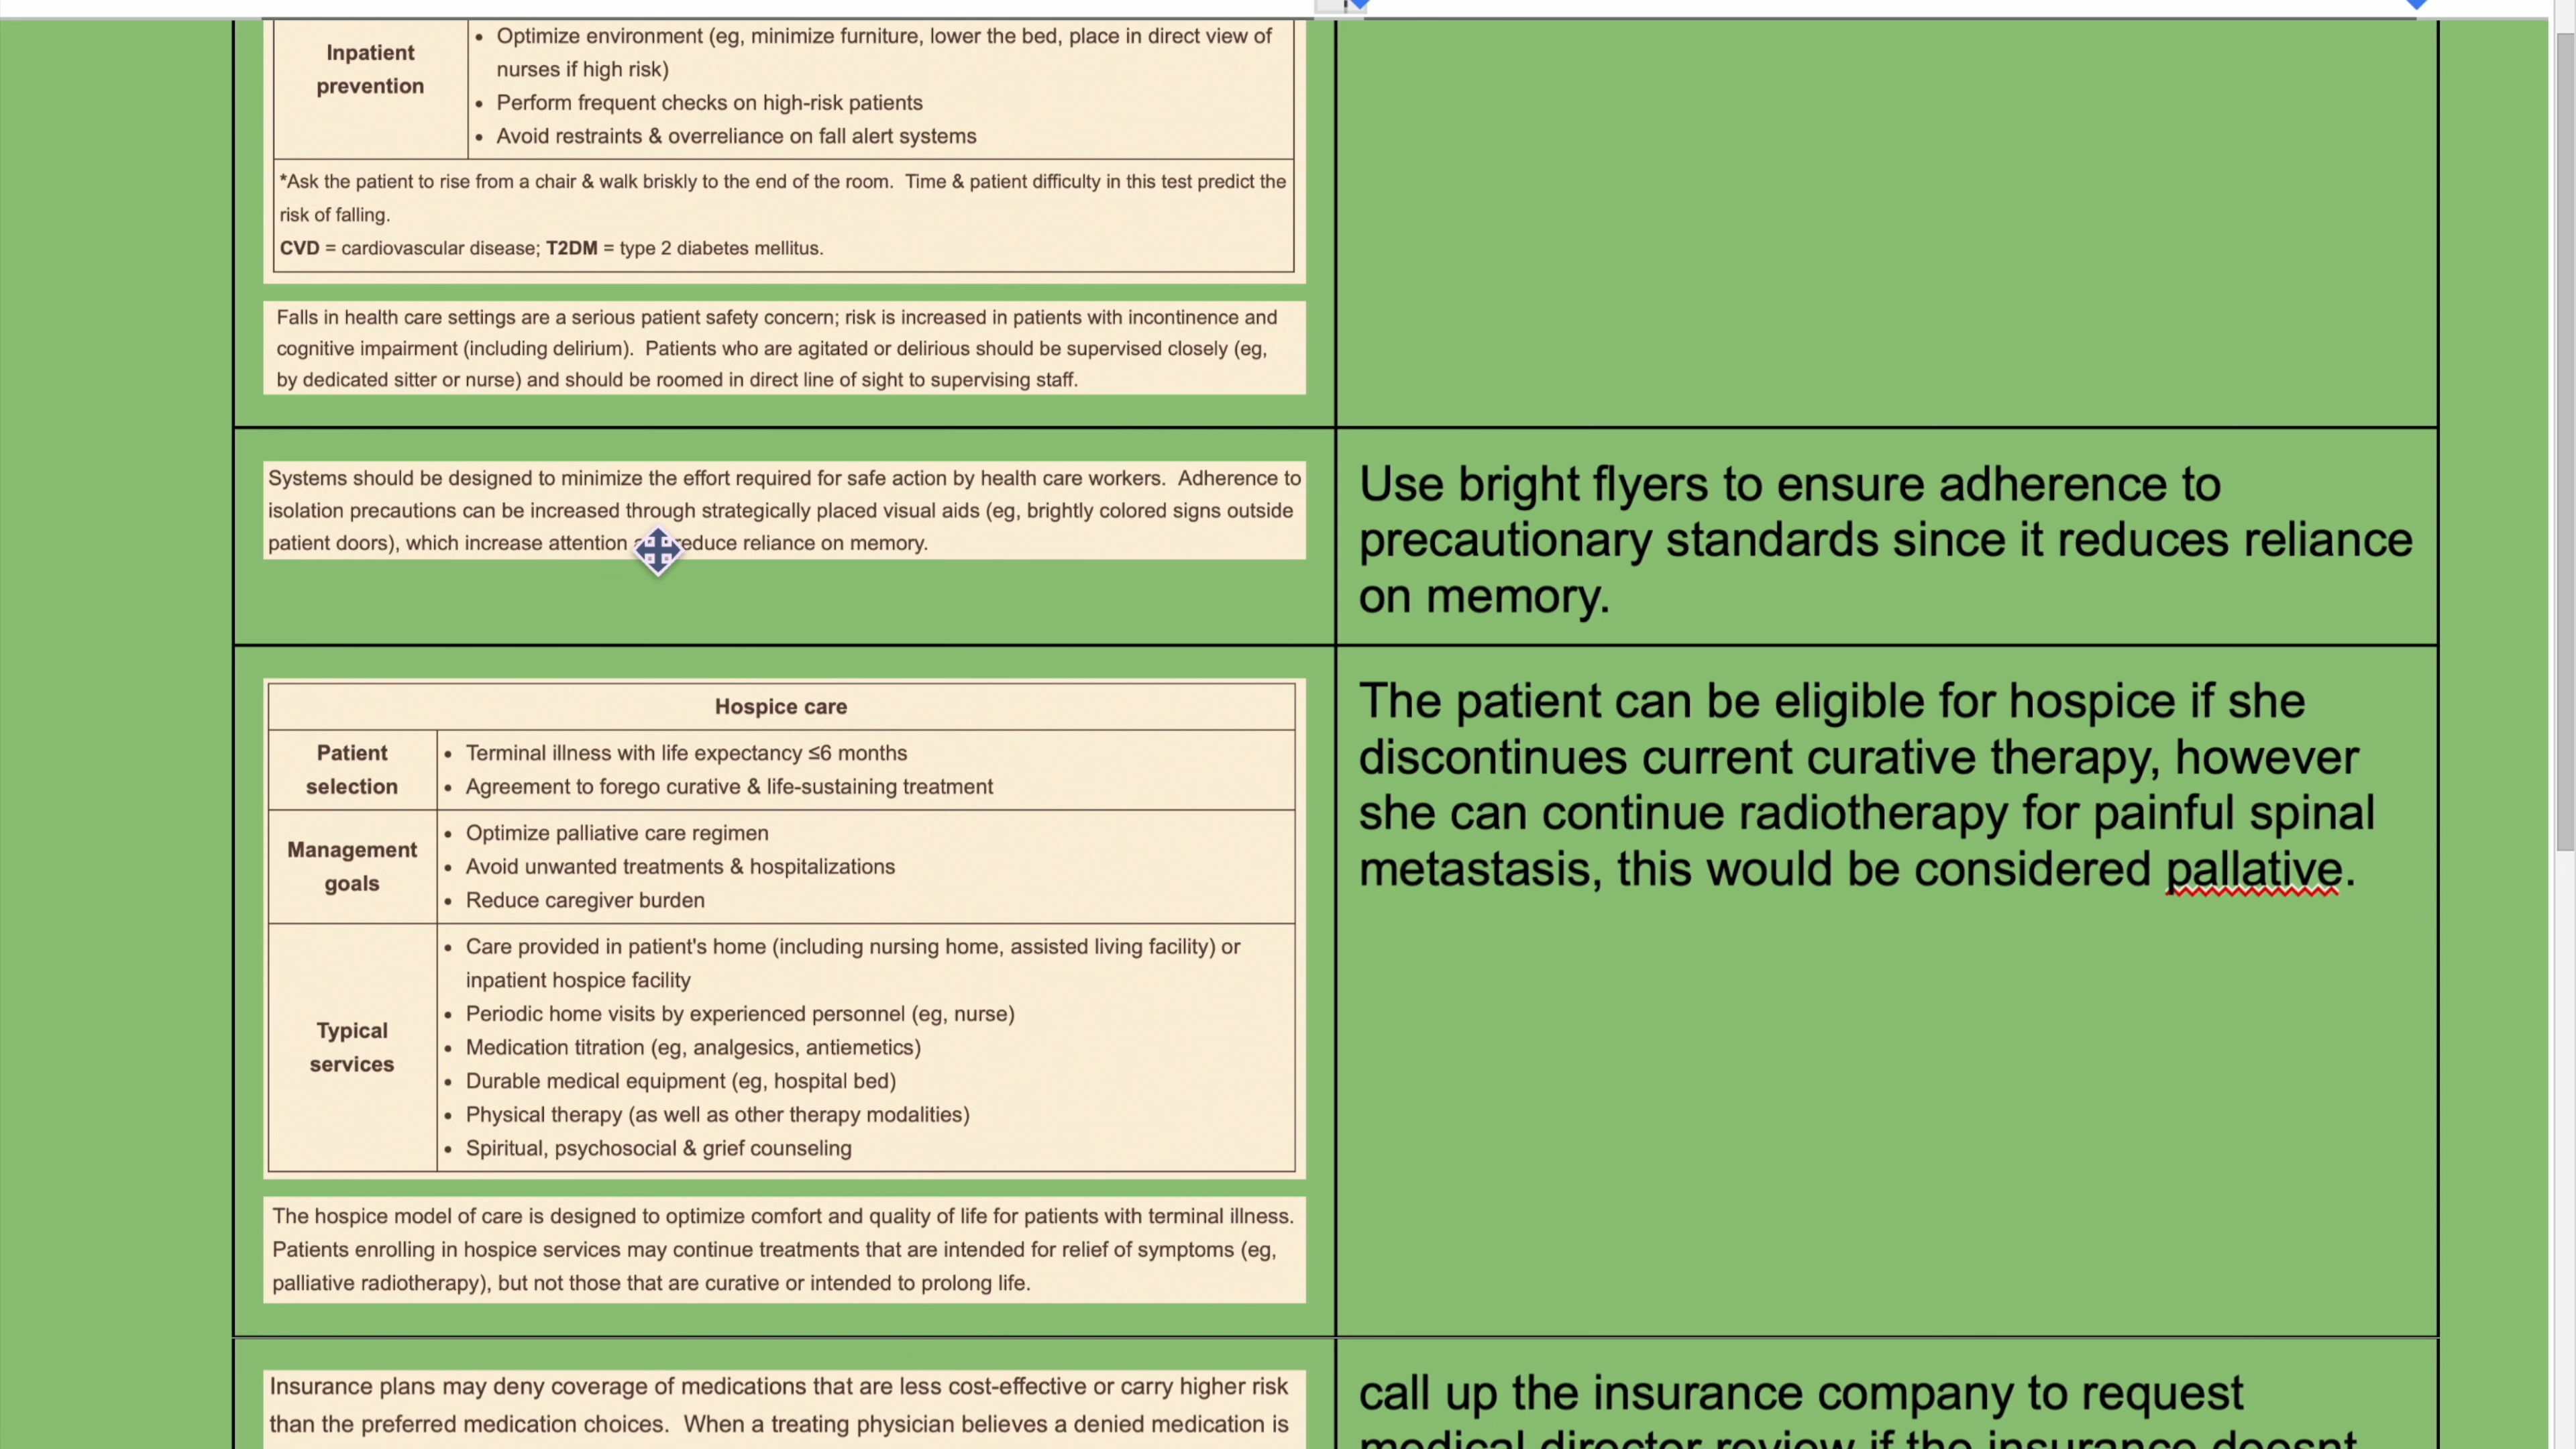 Inpatient
prevention
• Optimize environment (eg, minimize furniture, lower the bed, place in direct view of
nurses if high risk)
• Perform frequent checks on high-risk patients
• Avoid restraints & overreliance on fall alert systems
*Ask the patient to rise from a chair & walk briskly to the end of the room.  Time & patient difficulty in this test predict the
risk of falling.
CVD = cardiovascular disease; T2DM = type 2 diabetes mellitus.
Falls in health care settings are a serious patient safety concern; risk is increased in patients with incontinence and
cognitive impairment (including delirium).  Patients who are agitated or delirious should be supervised closely (eg,
by dedicated sitter or nurse) and should be roomed in direct line of sight to supervising staff.
Systems should be designed to minimize the effort required for safe action by health care workers.  Adherence to
isolation precautions can be increased through strategically placed visual aids (eg, brightly colored signs outside
patient doors), which increase attention reduce reliance on memory.
Use bright flyers to ensure adherence to
precautionary standards since it reduces reliance
on memory.
Hospice care
Patient
selection
• Terminal illness with life expectancy ≤6 months
• Agreement to forego curative & life-sustaining treatment
Management
goals
• Optimize palliative care regimen
• Avoid unwanted treatments & hospitalizations
• Reduce caregiver burden
Typical
services
• Care provided in patient's home (including nursing home, assisted living facility) or
inpatient hospice facility
• Periodic home visits by experienced personnel (eg, nurse)
• Medication titration (eg, analgesics, antiemetics)
• Durable medical equipment (eg, hospital bed)
• Physical therapy (as well as other therapy modalities)
• Spiritual, psychosocial & grief counseling
The hospice model of care is designed to optimize comfort and quality of life for patients with terminal illness.
Patients enrolling in hospice services may continue treatments that are intended for relief of symptoms (eg,
palliative radiotherapy), but not those that are curative or intended to prolong life.
The patient can be eligible for hospice if she
discontinues current curative therapy, however
she can continue radiotherapy for painful spinal
metastasis, this would be considered pallative.
Insurance plans may deny coverage of medications that are less cost-effective or carry higher risk
than the preferred medication choices.  When a treating physician believes a denied medication is
call up the insurance company to request
medical director review if the insurance doesnt